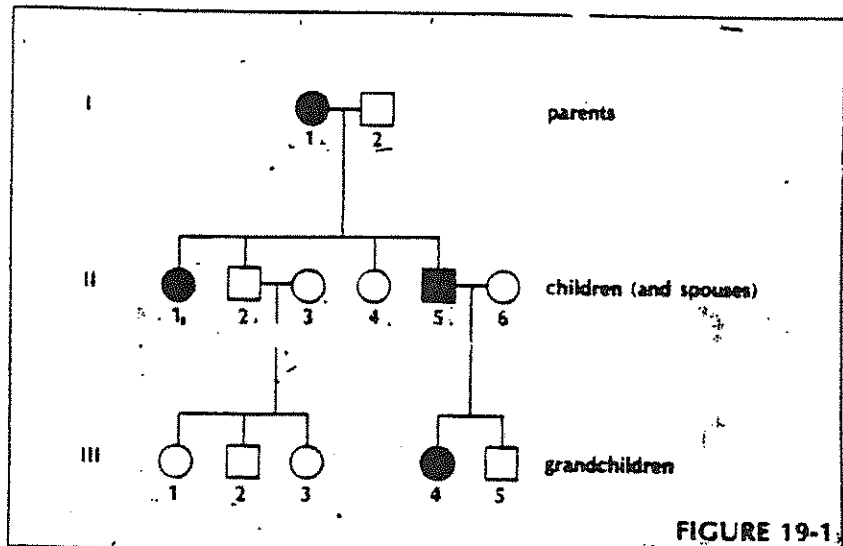 I parents
1. 2
II children (and spouses)
1. 2. 3 4 5. 6
III grandchildren
1 2 3 4 5
FIGURE 19-1